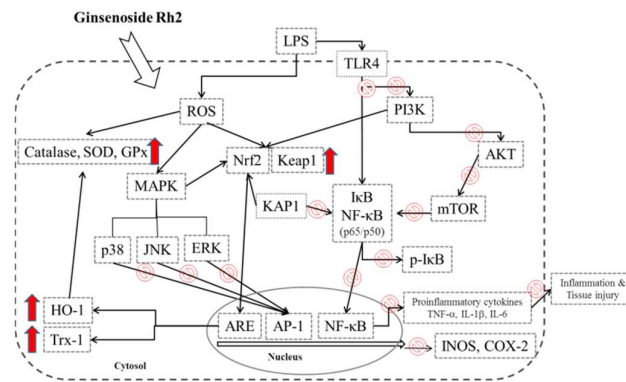 Ginsenoside Rh2
LPS
TLR4
ROS
PI3K
Catalase, SOD, GPx
Nrf2
Keap1
AKT
MAPK
KAP1
IκB
NF-κB
(p65/p50)
mTOR
p38
JNK
ERK
p-IκB
HO-1
Trx-1
ARE
AP-1
NF-κB
Proinflammatory cytokines
TNF-α, IL-1β, IL-6
Inflammation &
Tissue injury
Cytosol
Nucleus
INOS, COX-2